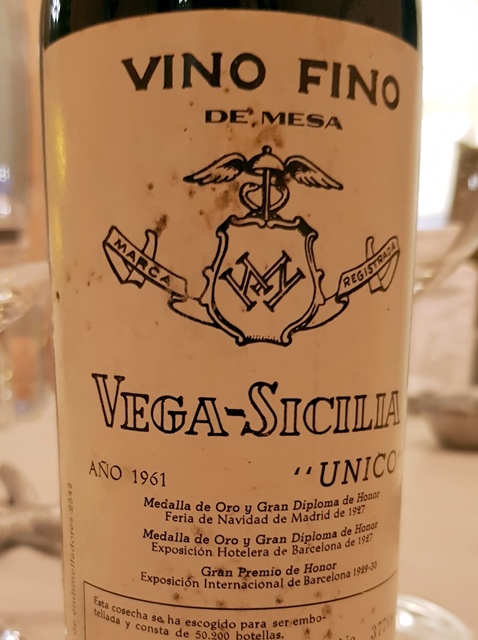 VINO FINO
DE MESA
MARCA
REGISTRADA
VEGA-SICILIA
AÑO 1961
"UNICO
Medalla de Oro y Gran Diploma de Honor
Feria de Navidad de Madrid de 1927
Medalla de Oro y Gran Diploma de Honor
Exposición Hotelera de Barcelona de 1927
Gran Premio de Honor
Exposición Internacional de Barcelona 1929-30
Esta cosecha se ha escogido para ser embo-
tellada y consta de 50.200 botellas.
de embotelladores 2349